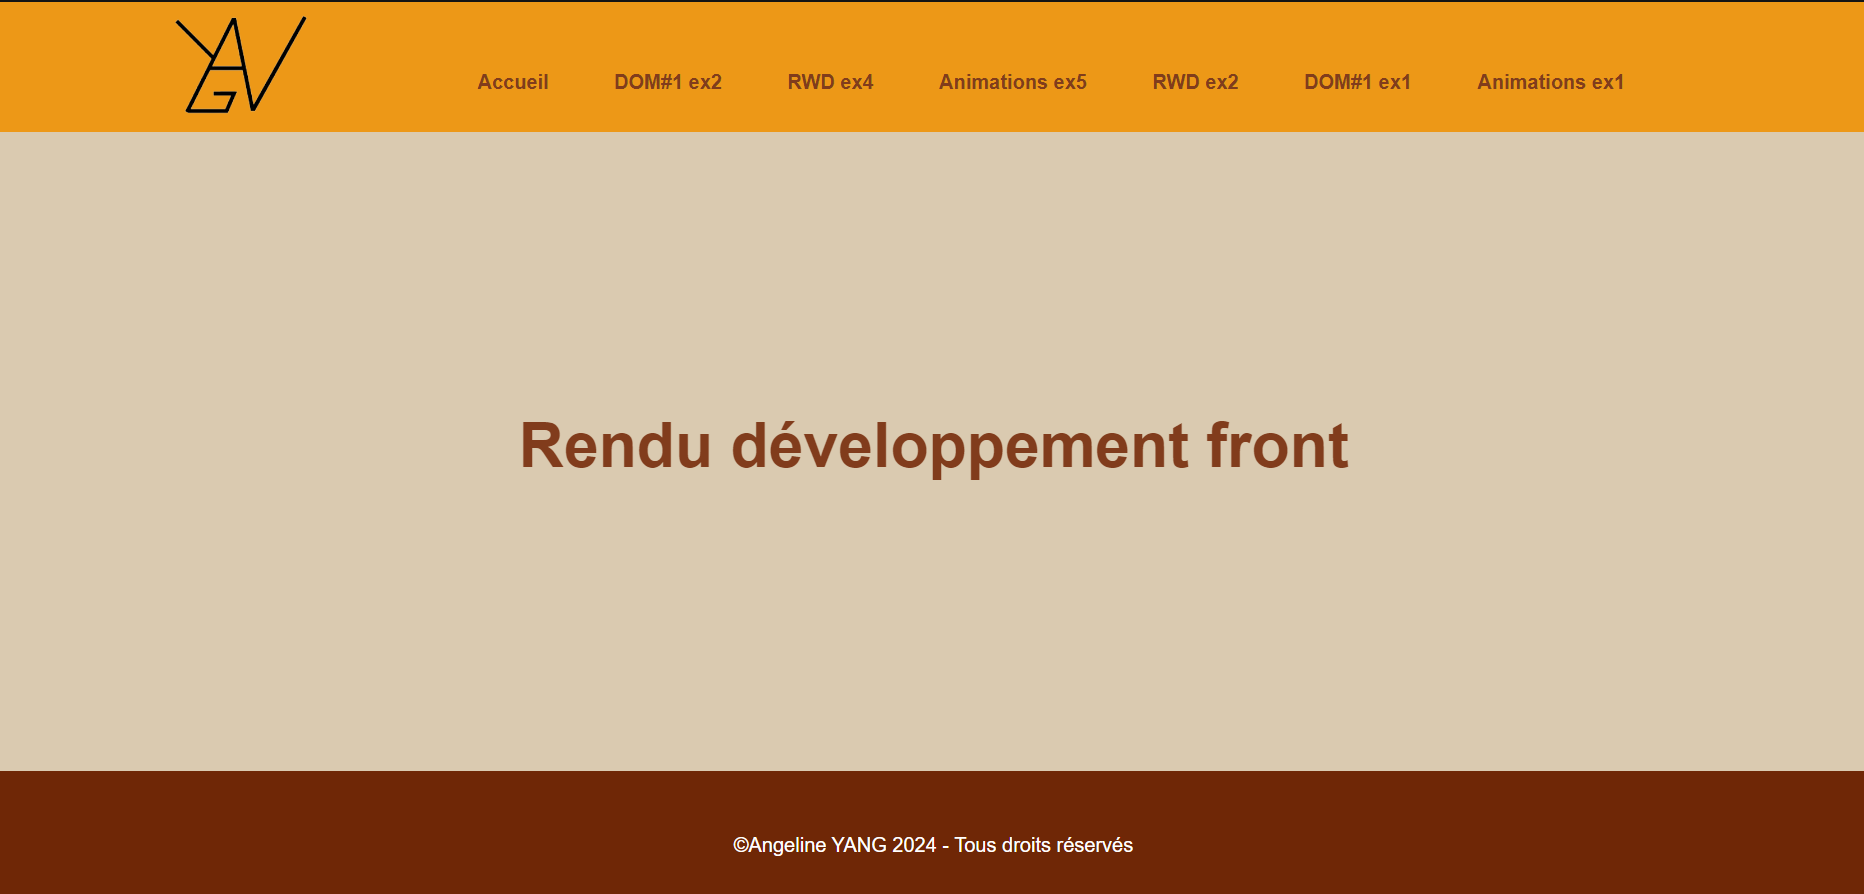 Accueil DOM#1 ex2 RWD ex4 Animations ex5 RWD ex2 DOM#1 ex1 Animations ex1
Rendu développement front
©Angeline YANG 2024 - Tous droits réservés